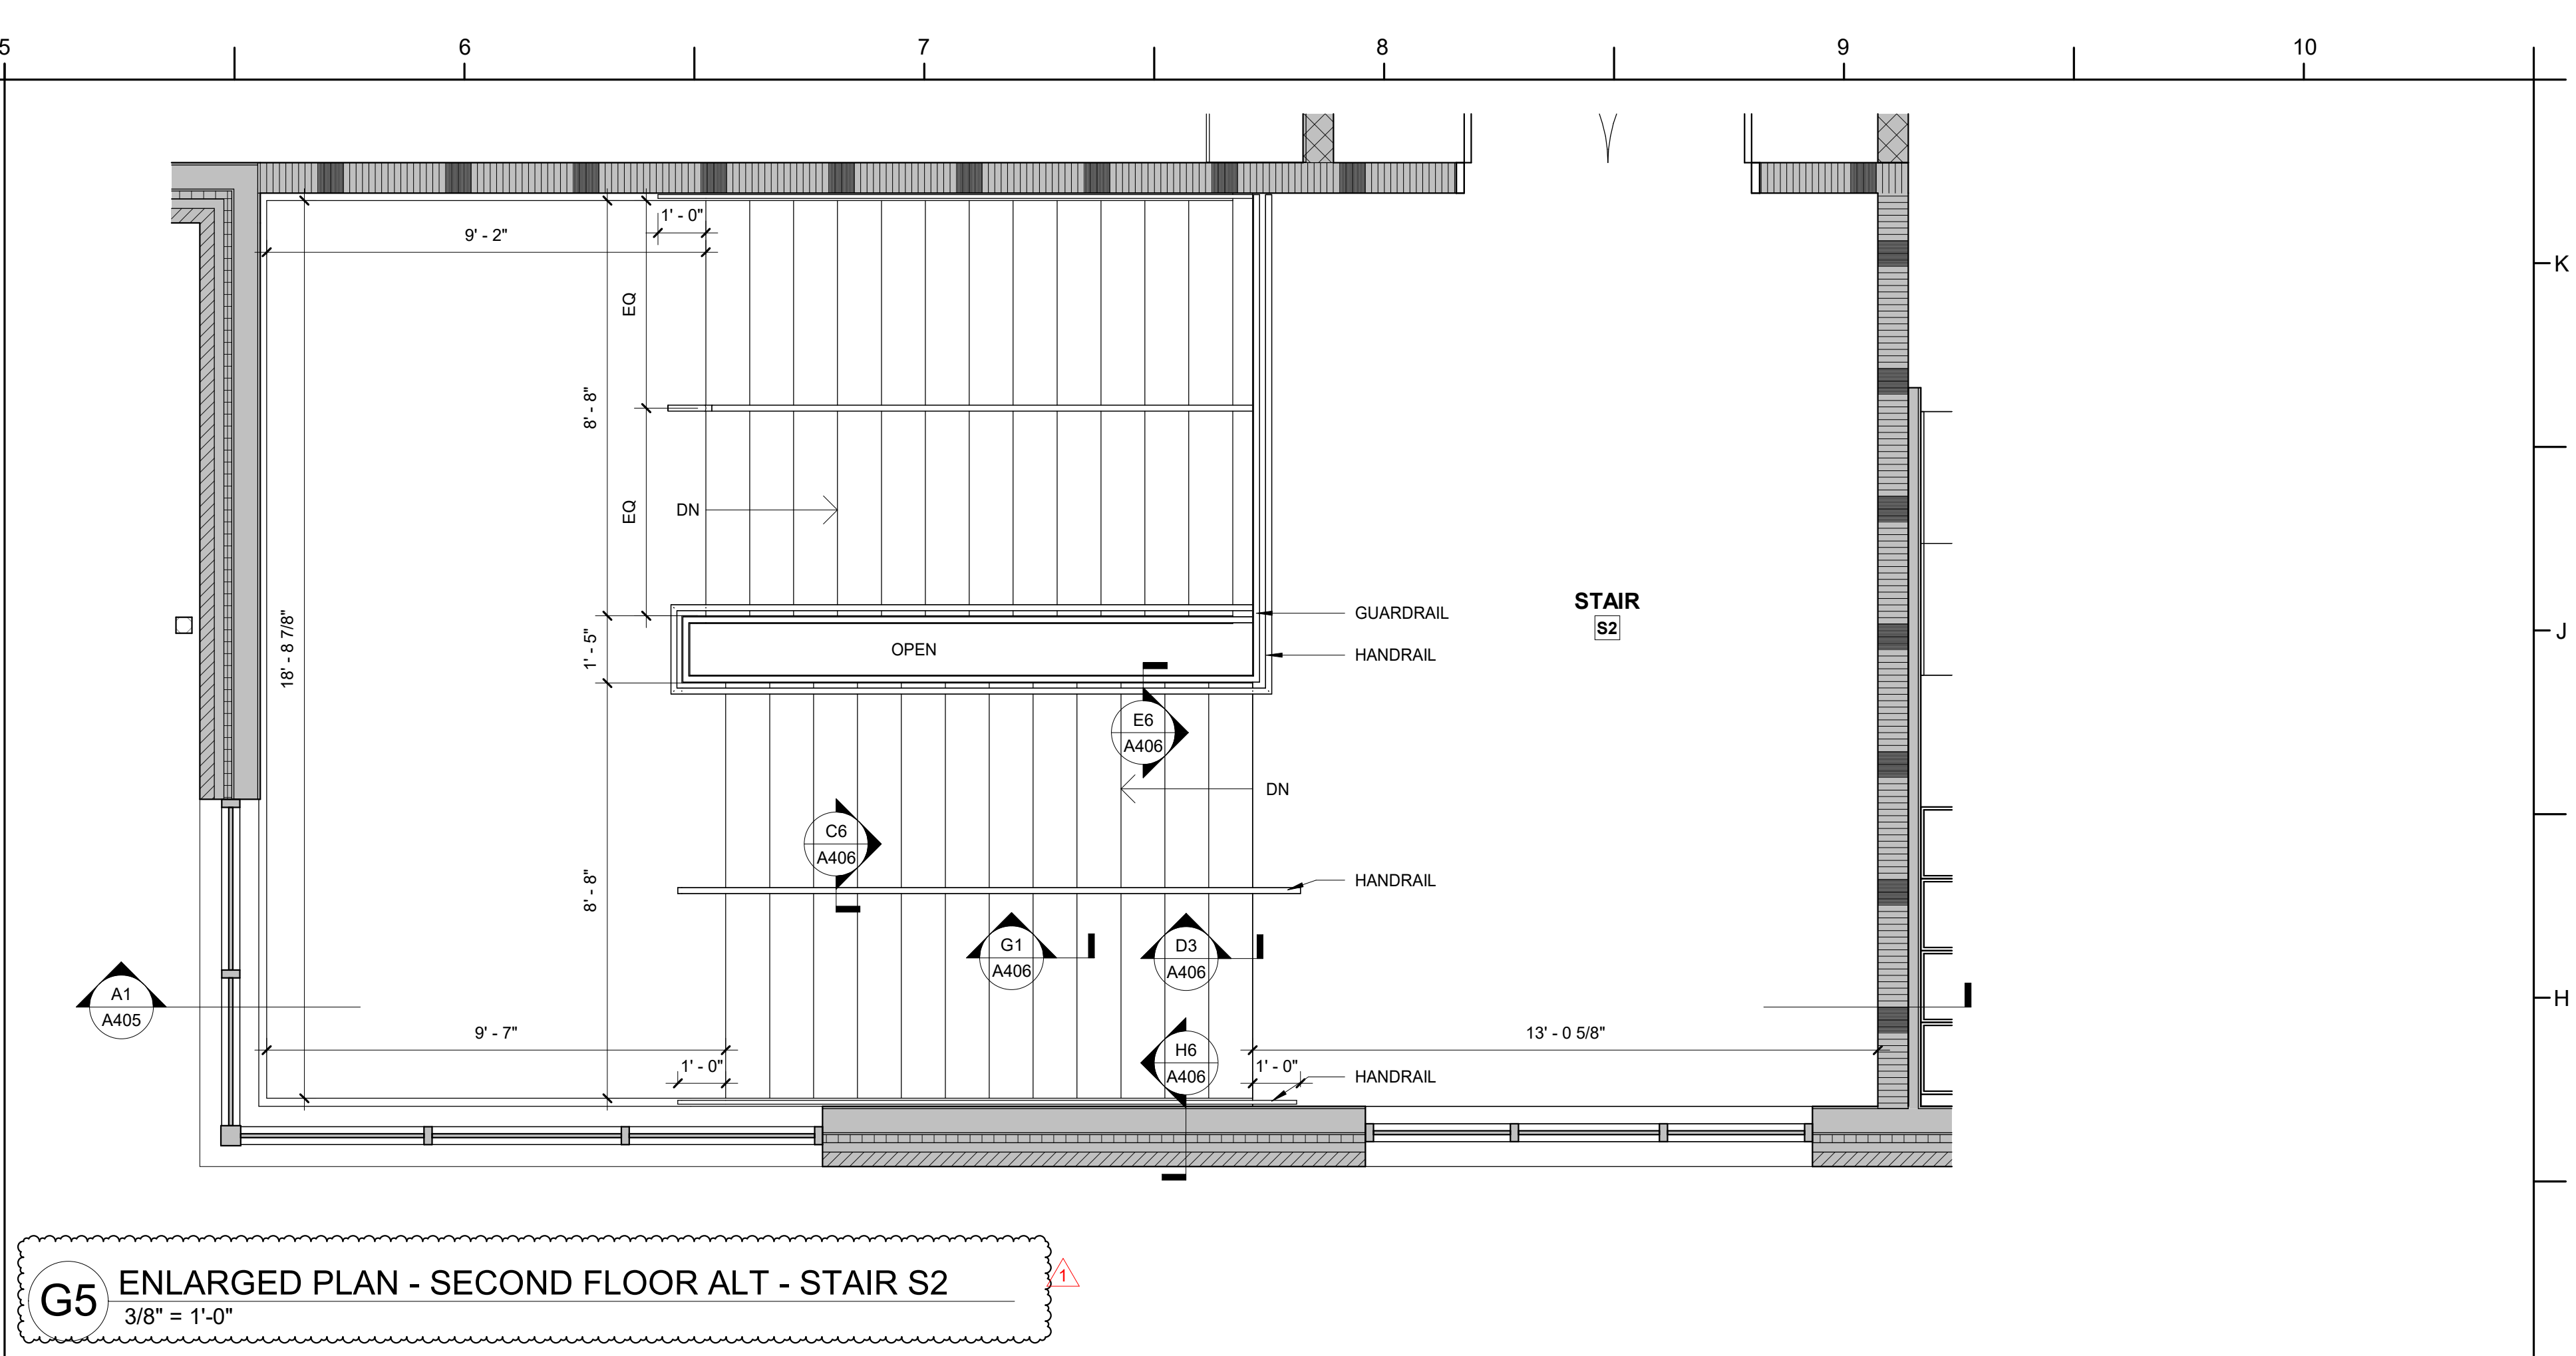 5
6
7
8
9
10
K
J
H
1' - 0"
9' - 2"
EQ
8' - 8"
EQ
DN
18' - 8 7/8"
1' - 5"
OPEN
GUARDRAIL
HANDRAIL
STAIR
S2
E6
A406
DN
C6
A406
HANDRAIL
8' - 8"
G1
A406
D3
A406
A1
A405
9' - 7"
1' - 0"
H6
A406
1' - 0"
13' - 0 5/8"
HANDRAIL
G5
ENLARGED PLAN - SECOND FLOOR ALT - STAIR S2
3/8" = 1'-0"
1